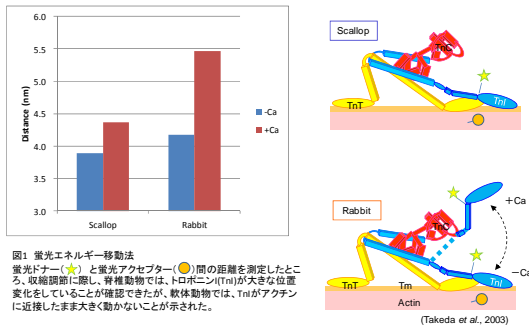 6.0
5.5
5.0
4.5
4.0
3.5
3.0
Distance (nm)
Scallop
Rabbit
-Ca
+Ca
図1 蛍光エネルギー移動法
蛍光ドナー( ) と蛍光アクセプター( )間の距離を測定したとこ
ろ、収縮調節に際し、脊椎動物では、トロポニンI(TnI)が大きな位置
変化をしていることが確認できたが、軟体動物では、TnIがアクチン
に近接したまま大きく動かないことが示された。
Scallop
TnC
TnT
TnI
Rabbit
TnC
+Ca
-Ca
TnT
Tm
TnI
Actin
(Takeda et al., 2003)